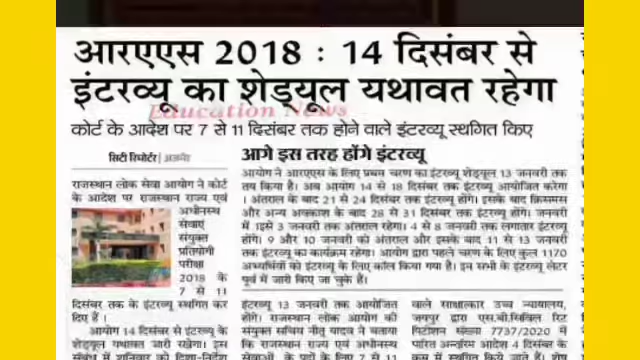 आरएएस 2018 : 14 दिसंबर से
इंटरव्यू का शेड्यूल यथावत रहेगा
Education News
कोर्ट के आदेश पर 7 से 11 दिसंबर तक होने वाले इंटरव्यू स्थगित किए
सिटी रिपोर्टर | अजमेर
राजस्थान लोक सेवा आयोग ने कोर्ट
के आदेश पर राजस्थान राज्य एवं
अधीनस्थ
सेवाएं
संयुक्त
प्रतियोगी
परीक्षा
2018 के
7 से 11
दिसंबर तक के इंटरव्यू स्थगित कर
दिए हैं ।
आयोग 14 दिसंबर से इंटरव्यू के
शेड्यूल यथावत जारी रखेगा। इस
संबंध में शनिवार को दिशा-निर्देश
आगे इस तरह होंगे इंटरव्यू
आयोग ने आरएएस के लिए प्रथम चरण का इंटरव्यू शेड्यूल 13 जनवरी तक
तय किया है। अब आयोग 14 से 18 दिसंबर तक इंटरव्यू आयोजित करेगा
। अंतराल के बाद 21 से 24 दिसंबर तक इंटरव्यू होंगे। इसके बाद क्रिसमस
और अन्य अवकाश के बाद 28 से 31 दिसंबर तक इंटरव्यू होंगे। जनवरी
में 1से 3 जनवरी तक अंतराल रहेगा। 4 से 8 जनवरी तक लगातार इंटरव्यू
होंगे। 9 और 10 जनवरी को अंतराल और इसके बाद 11 से 13 जनवरी
तक इंटरव्यू का कार्यक्रम रहेगा। आयोग द्वारा पहले चरण के लिए कुल 1170
अभ्यर्थियों को इंटरव्यू के लिए कॉल किया गया है। इन सभी के इंटरव्यू लेटर
पूर्व में जारी किए जा चुके हैं।
इंटरव्यू 13 जनवरी तक आयोजित
होंगे। राजस्थान लोक सेवा आयोग की
संयुक्त सचिव नीतू यादव ने बताया
कि राजस्थान राज्य एवं अधीनस्थ
सेवाओं के पदों के लिए 7 से 11
वाले साक्षात्कार उच्च न्यायालय,
जयपुर द्वारा एस.बी.सिविल रिट
पिटीशन संख्या 7737/2020 में
पारित अन्तरिम आदेश 4 दिसंबर के
क्रम में स्थगित किये जाते हैं। शेष